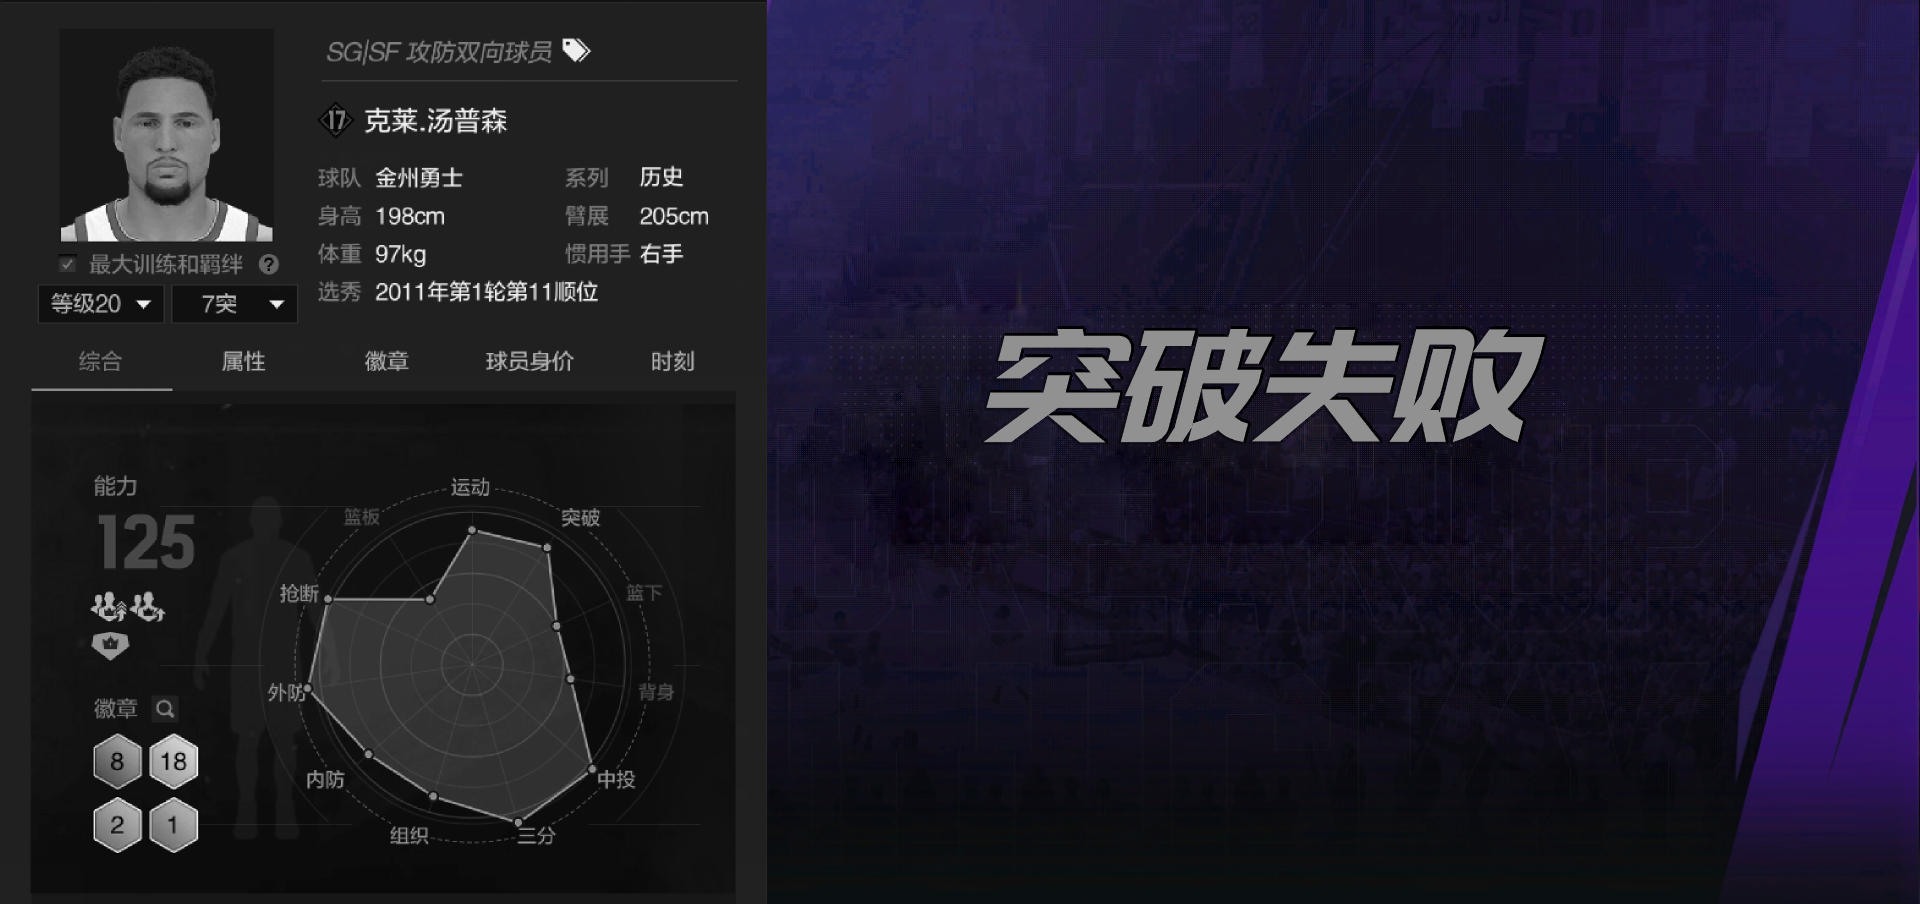 SG|SF 攻防双向球员
17 克莱.汤普森
球队 金州勇士 系列 历史
身高 198cm 臂展 205cm
体重 97kg 惯用手 右手
选秀 2011年第1轮第11顺位
最大训练和羁绊 ?
等级20 7突
综合 属性 徽章 球员身价 时刻
能力
125
徽章
8 18
2 1
运动
突破
篮下
背身
中投
三分
组织
内防
外防
抢断
篮板
突破失败